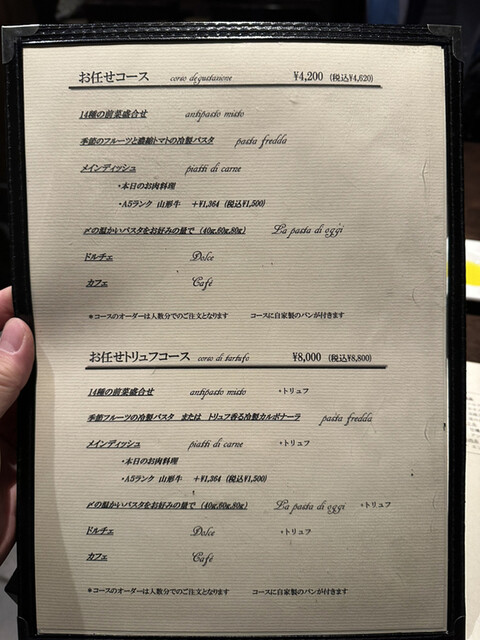 お任せコース corso degustazione ¥4,200 (税込¥4,620)
14種の前菜盛合せ antipasto misto
季節のフルーツと濃縮トマトの冷製パスタ pasta fredda
メインディッシュ piatti di carne
・本日のお肉料理
・A5ランク 山形牛 +¥1,364 (税込¥1,500)
〆の温かいパスタをお好みの量で (40g,60g,80g) La pasta di oggi
ドルチェ Dolce
カフェ Café
*コースのオーダーは人数分でのご注文となります コースに自家製のパンが付きます
お任せトリュフコース corso di tartufo ¥8,000 (税込¥8,800)
14種の前菜盛合せ antipasto misto ・トリュフ
季節フルーツの冷製パスタ または トリュフ香る冷製カルボナーラ pasta fredda
メインディッシュ piatti di carne ・トリュフ
・本日のお肉料理
・A5ランク 山形牛 +¥1,364 (税込¥1,500)
〆の温かいパスタをお好みの量で (40g,60g,80g) La pasta di oggi ・トリュフ
ドルチェ Dolce ・トリュフ
カフェ Café
*コースのオーダーは人数分でのご注文となります コースに自家製のパンが付きます